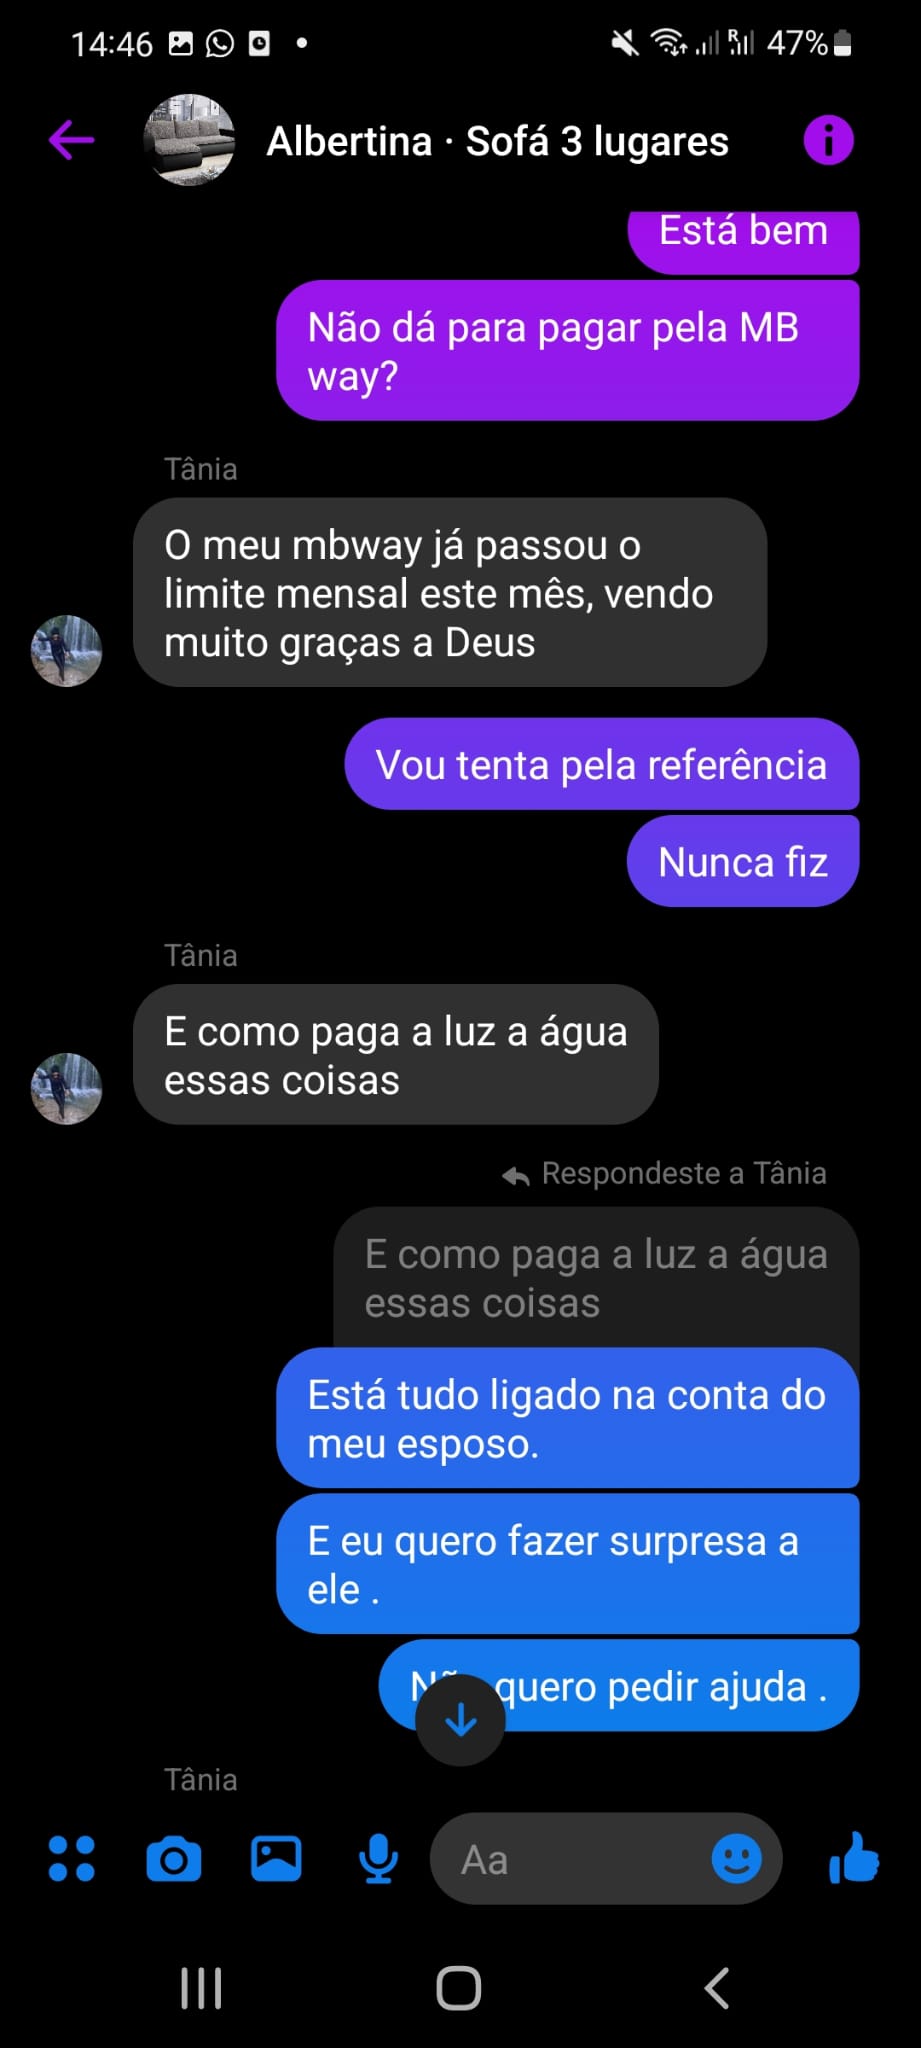 14:46
47%
Albertina · Sofá 3 lugares
Está bem
Não dá para pagar pela MB
way?
Tânia
O meu mbway já passou o
limite mensal este mês, vendo
muito graças a Deus
Vou tenta pela referência
Nunca fiz
Tânia
E como paga a luz a água
essas coisas
Respondeste a Tânia
E como paga a luz a água
essas coisas
Está tudo ligado na conta do
meu esposo.
E eu quero fazer surpresa a
ele .
quero pedir ajuda .
Tânia
Aa